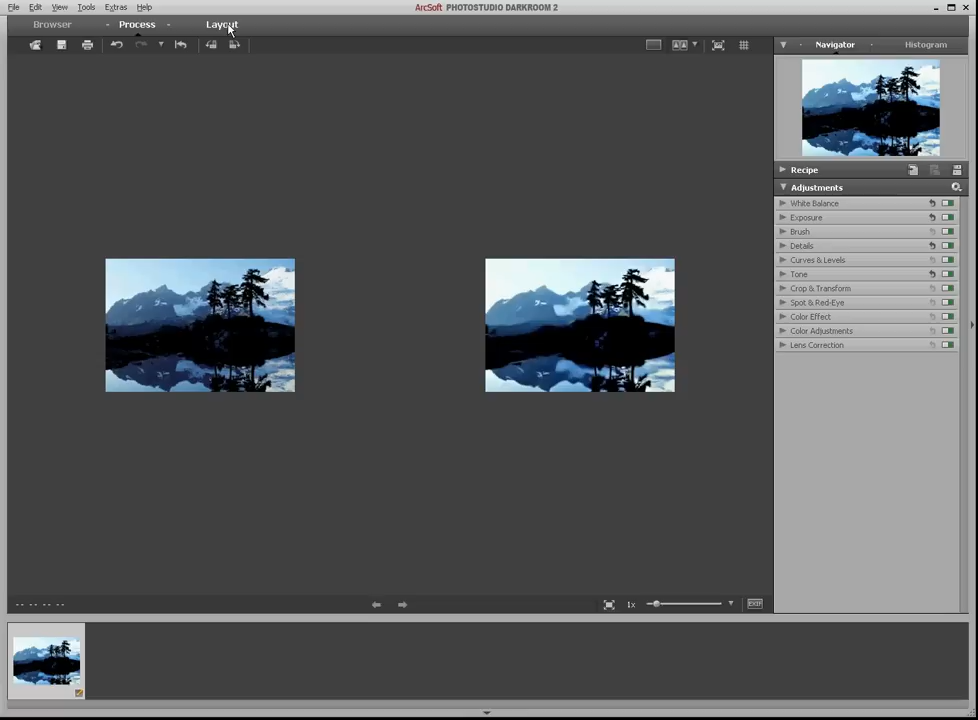 File Edit View Tools Extras Help
ArcSoft PHOTOSTUDIO DARKROOM 2
Browser Process Layout
Navigator Histogram
Recipe
Adjustments
White Balance
Exposure
Brush
Details
Curves & Levels
Tone
Crop & Transform
Spot & Red-Eye
Color Effect
Color Adjustments
Lens Correction
-- -- -- --
1x
EXIF